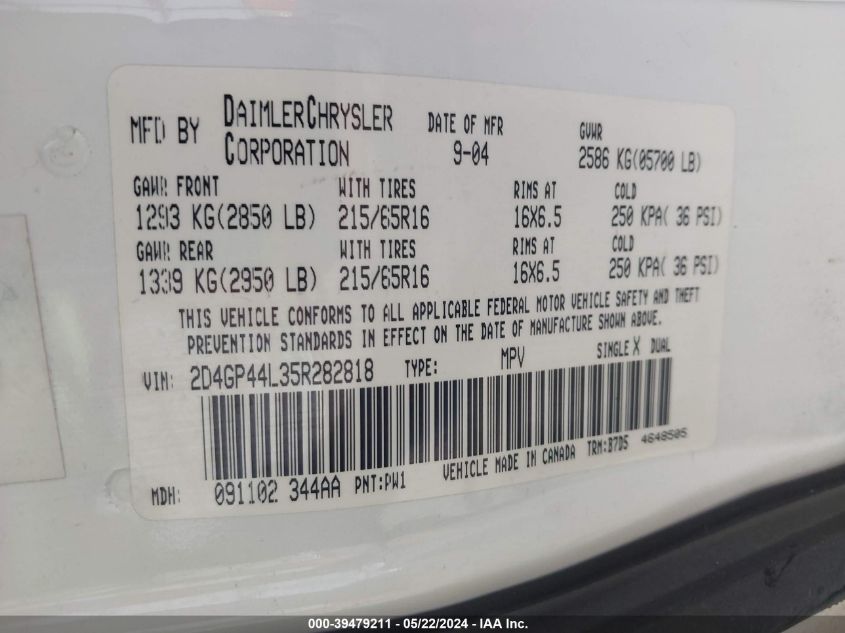 MFD BY DAIMLERCHRYSLER CORPORATION DATE OF MFR 9-04 GVWR 2586 KG(05700 LB)
GAWR FRONT WITH TIRES RIMS AT COLD
1293 KG(2850 LB) 215/65R16 16X6.5 250 KPA( 36 PSI)
GAWR REAR WITH TIRES RIMS AT COLD
1339 KG(2950 LB) 215/65R16 16X6.5 250 KPA( 36 PSI)
THIS VEHICLE CONFORMS TO ALL APPLICABLE FEDERAL MOTOR VEHICLE SAFETY AND THEFT
PREVENTION STANDARDS IN EFFECT ON THE DATE OF MANUFACTURE SHOWN ABOVE.
VIN: 2D4GP44L35R282818 TYPE: MPV SINGLE X DUAL
MDH: 091102 344AA PNT:PW1 VEHICLE MADE IN CANADA TRM:B7D5 4648505
000-39479211 - 05/22/2024 - IAA Inc.